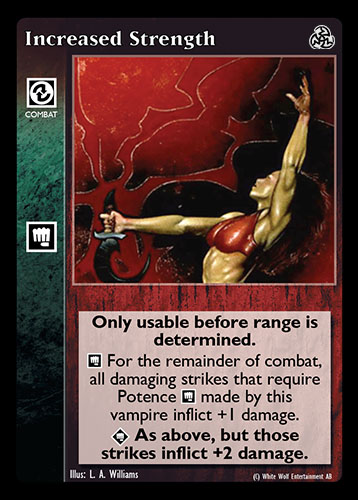 Increased Strength
COMBAT
Only usable before range is
determined.
For the remainder of combat,
all damaging strikes that require
Potence made by this
vampire inflict +1 damage.
As above, but those
strikes inflict +2 damage.
Illus: L. A. Williams
(C) White Wolf Entertainment AB